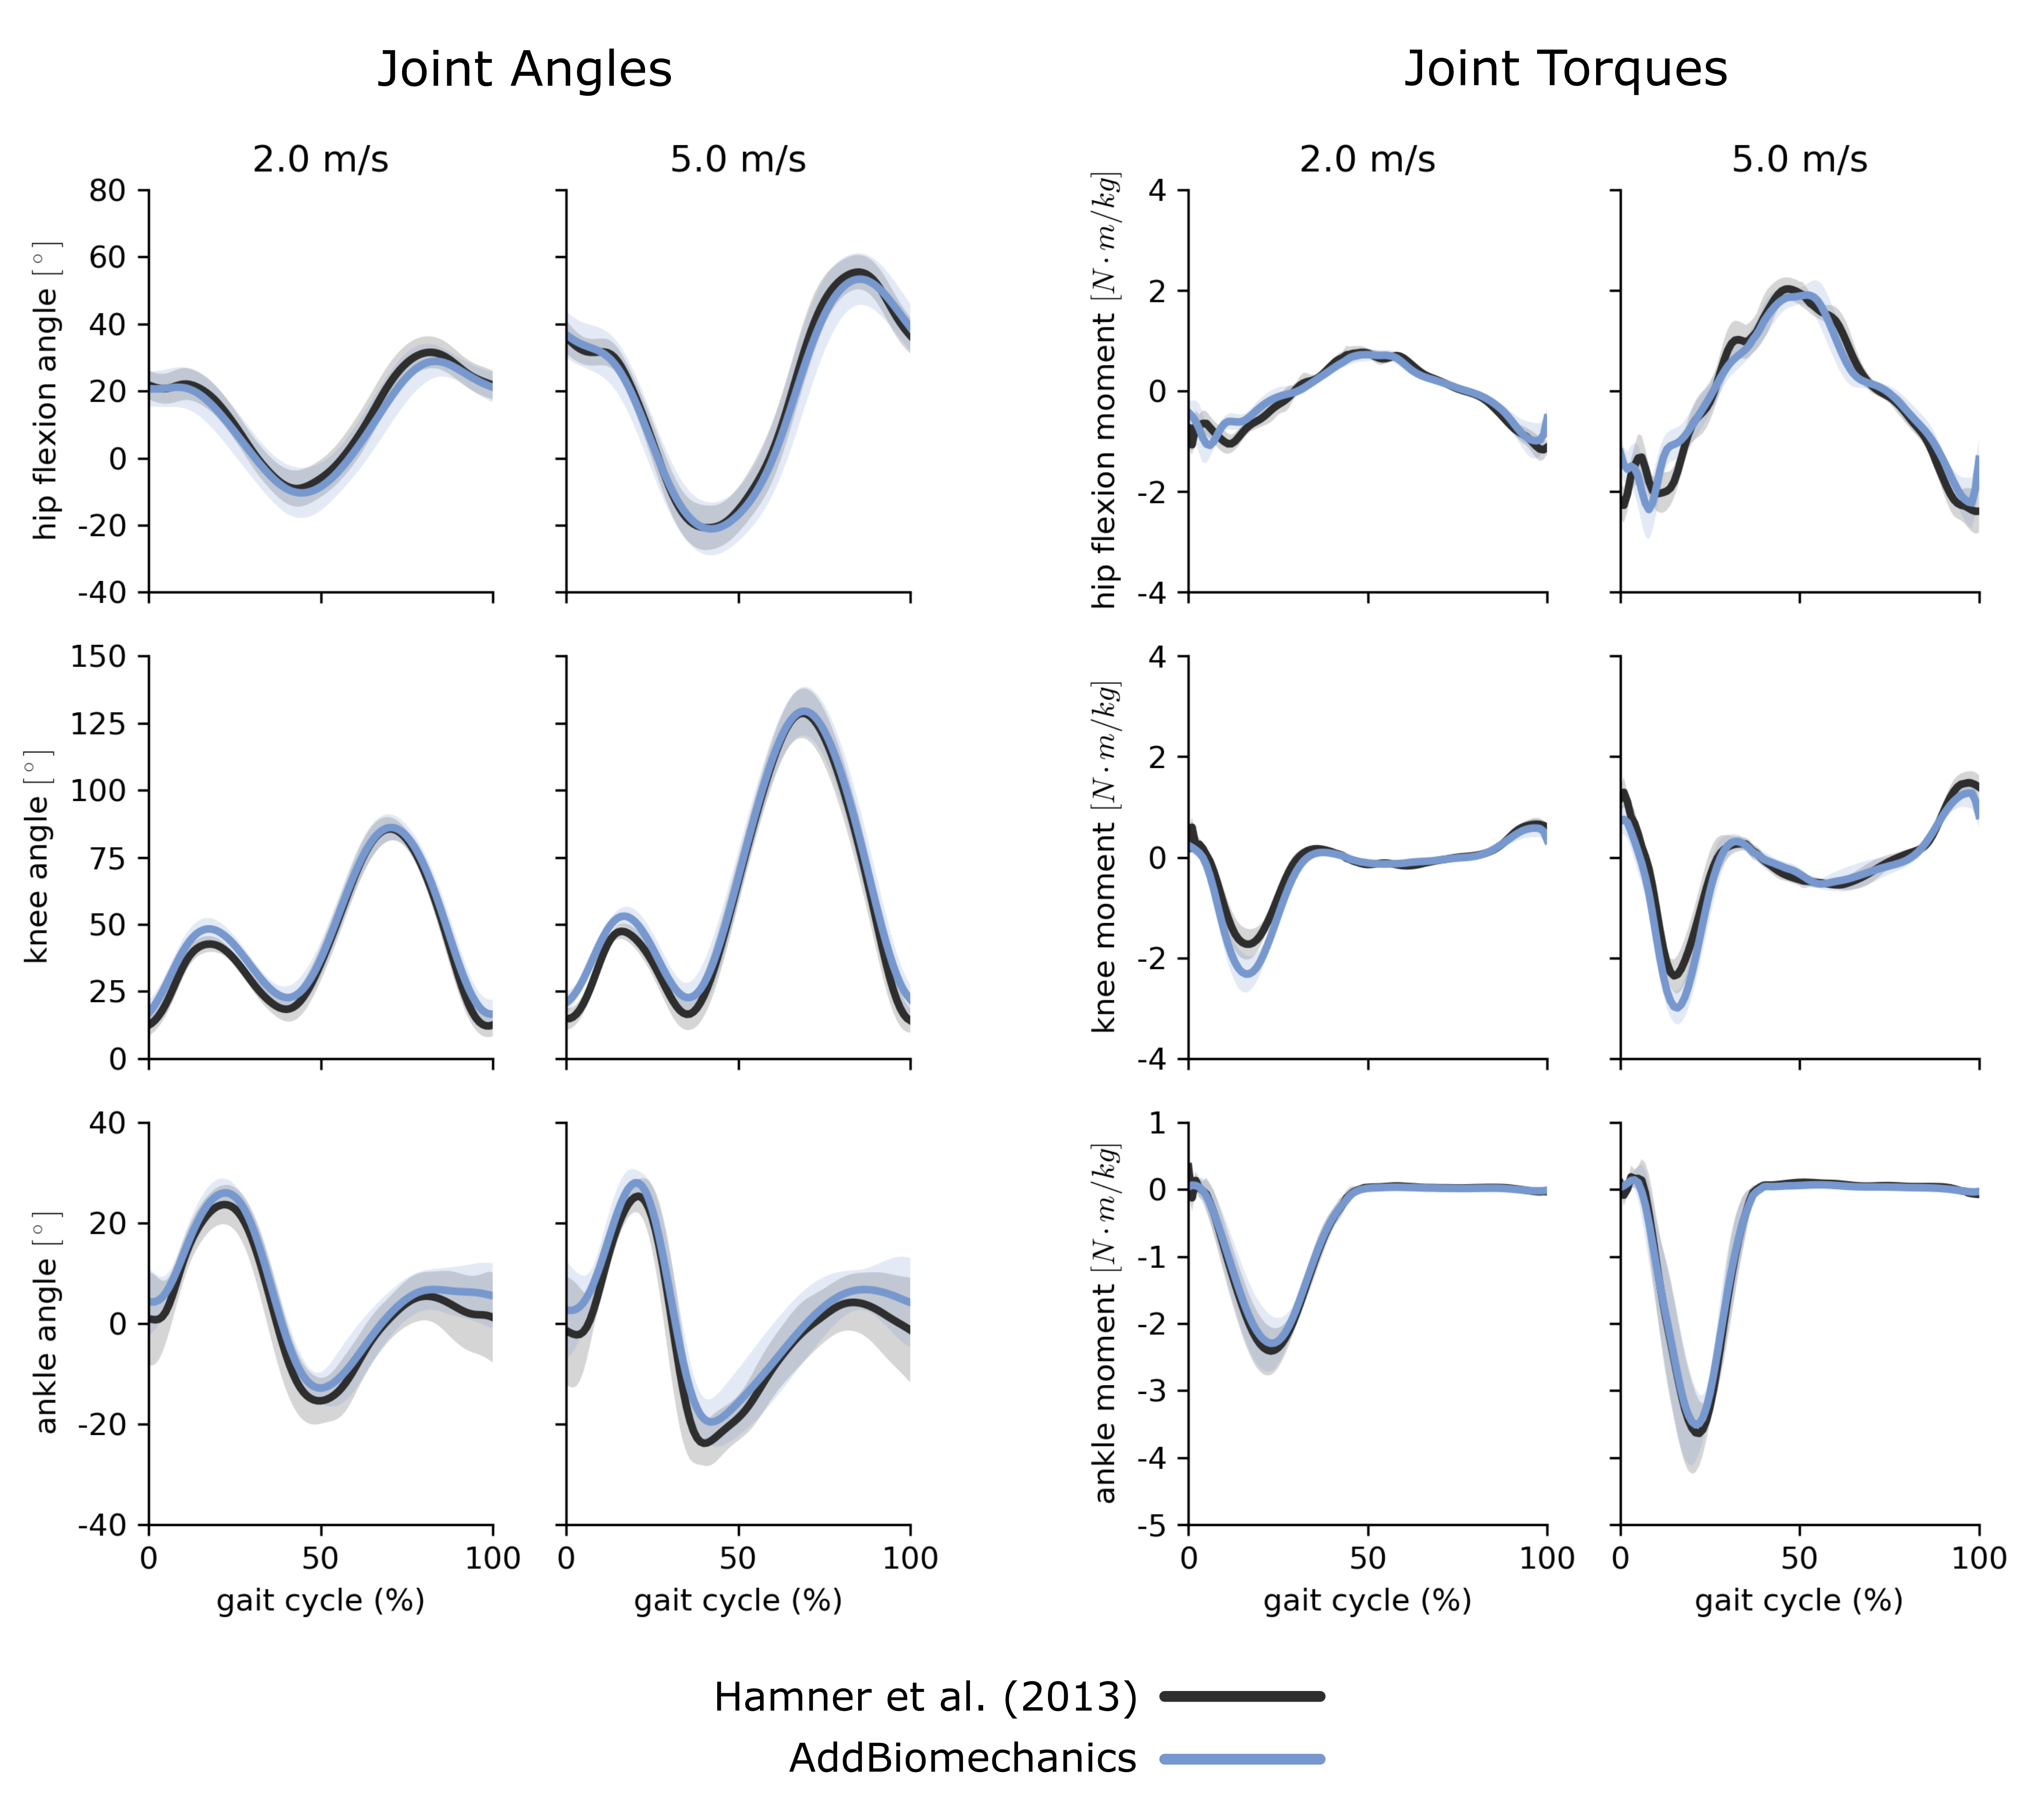 Joint Angles
Joint Torques
2.0 m/s
5.0 m/s
2.0 m/s
5.0 m/s
hip flexion angle [°]
80
60
40
20
0
-20
-40
hip flexion moment [N · m/kg]
4
2
0
-2
-4
knee angle [°]
150
125
100
75
50
25
0
knee moment [N · m/kg]
4
2
0
-2
-4
ankle angle [°]
40
20
0
-20
-40
ankle moment [N · m/kg]
1
0
-1
-2
-3
-4
-5
0 50 100
0 50 100
0 50 100
0 50 100
gait cycle (%)
gait cycle (%)
gait cycle (%)
gait cycle (%)
Hamner et al. (2013)
AddBiomechanics